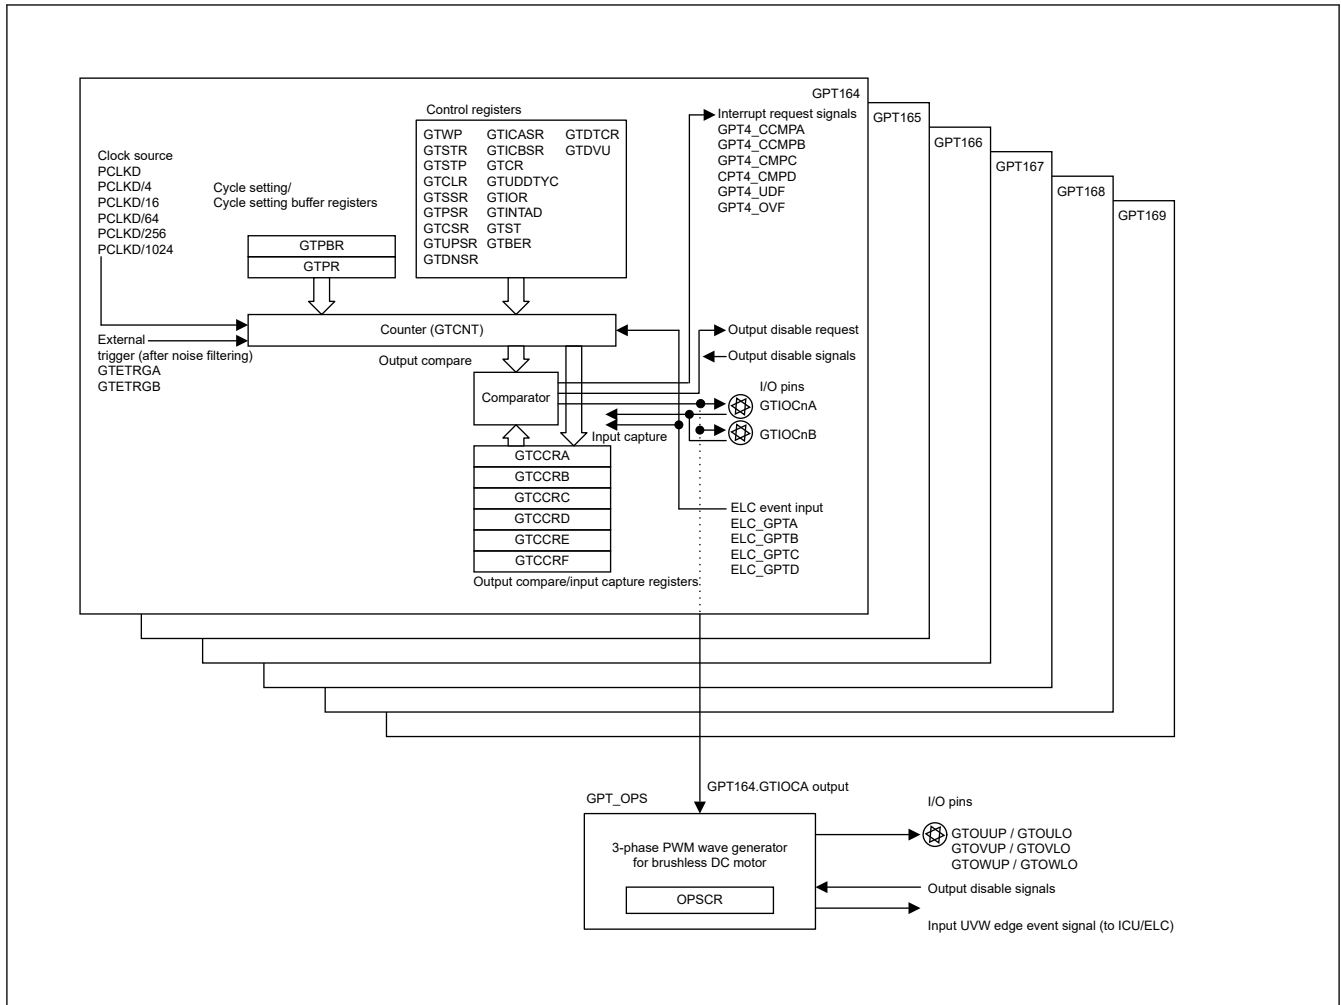 GPT164
GPT165
GPT166
GPT167
GPT168
GPT169
Clock source
PCLKD
PCLKD/4
PCLKD/16
PCLKD/64
PCLKD/256
PCLKD/1024
Cycle setting/
Cycle setting buffer registers
GTPBR
GTPR
Control registers
GTWP GTICASR GTDTCR
GTSTR GTICBSR GTDVU
GTSTP GTCR
GTCLR GTUDDTYC
GTSSR GTIOR
GTPSR GTINTAD
GTCSR GTST
GTUPSR GTBER
GTDNSR
Interrupt request signals
GPT4_CCMPA
GPT4_CCMPB
GPT4_CMPC
CPT4_CMPD
GPT4_UDF
GPT4_OVF
External
trigger (after noise filtering)
GTETRGA
GTETRGB
Counter (GTCNT)
Output compare
Comparator
Output disable request
Output disable signals
I/O pins
GTIOCnA
GTIOCnB
Input capture
GTCCRA
GTCCRB
GTCCRC
GTCCRD
GTCCRE
GTCCRF
Output compare/input capture registers
ELC event input
ELC_GPTA
ELC_GPTB
ELC_GPTC
ELC_GPTD
GPT164.GTIOCA output
GPT_OPS
3-phase PWM wave generator
for brushless DC motor
OPSCR
I/O pins
GTOUUP / GTOULO
GTOVUP / GTOVLO
GTOWUP / GTOWLO
Output disable signals
Input UVW edge event signal (to ICU/ELC)